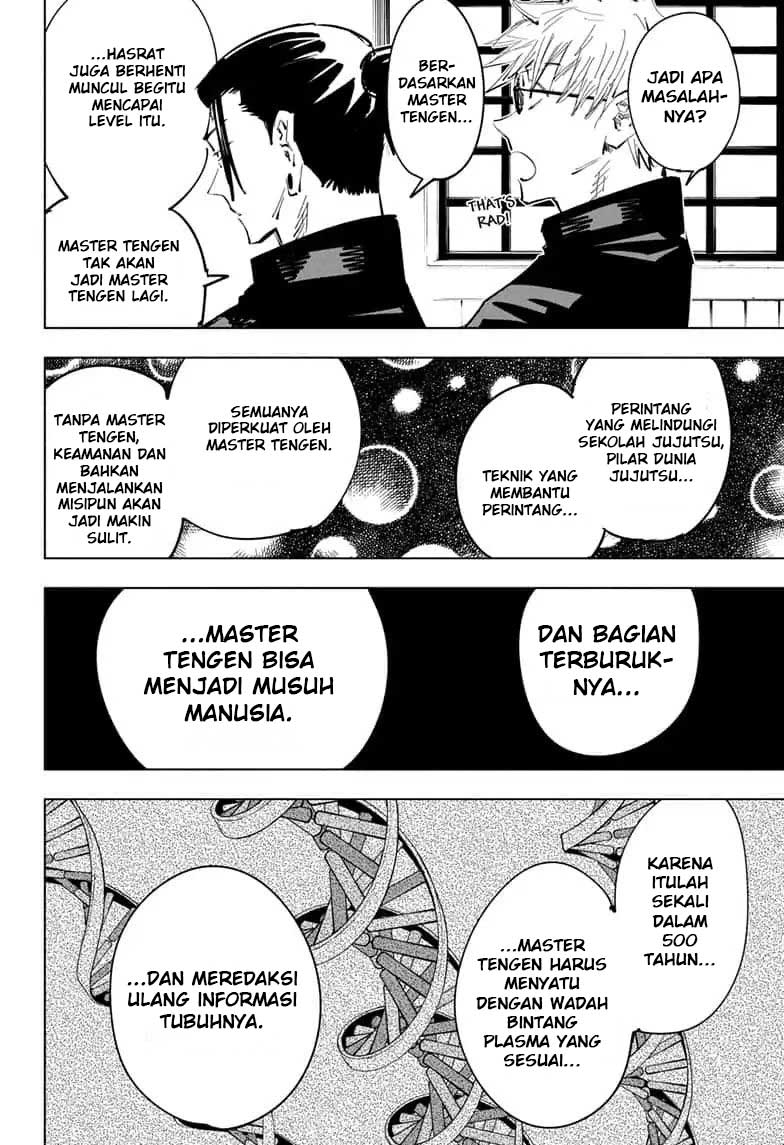 JADI APA
MASALAH-
NYA?
BER-
DASARKAN
MASTER
TENGEN...
THAT'S
RAD!
...HASRAT
JUGA BERHENTI
MUNCUL BEGITU
MENCAPAI
LEVEL ITU.
MASTER TENGEN
TAK AKAN
JADI MASTER
TENGEN LAGI.
PERINTANG
YANG MELINDUNGI
SEKOLAH JUJUTSU,
PILAR DUNIA
JUJUTSU...
TEKNIK YANG
MEMBANTU
PERINTANG...
SEMUANYA
DIPERKUAT OLEH
MASTER TENGEN.
TANPA MASTER
TENGEN,
KEAMANAN DAN
BAHKAN
MENJALANKAN
MISIPUN AKAN
JADI MAKIN
SULIT.
DAN BAGIAN
TERBURUK-
NYA...
...MASTER
TENGEN BISA
MENJADI MUSUH
MANUSIA.
KARENA
ITULAH
SEKALI
DALAM
500
TAHUN...
...MASTER
TENGEN HARUS
MENYATU
DENGAN WADAH
BINTANG
PLASMA YANG
SESUAI...
...DAN MEREDAKSI
ULANG INFORMASI
TUBUHNYA.